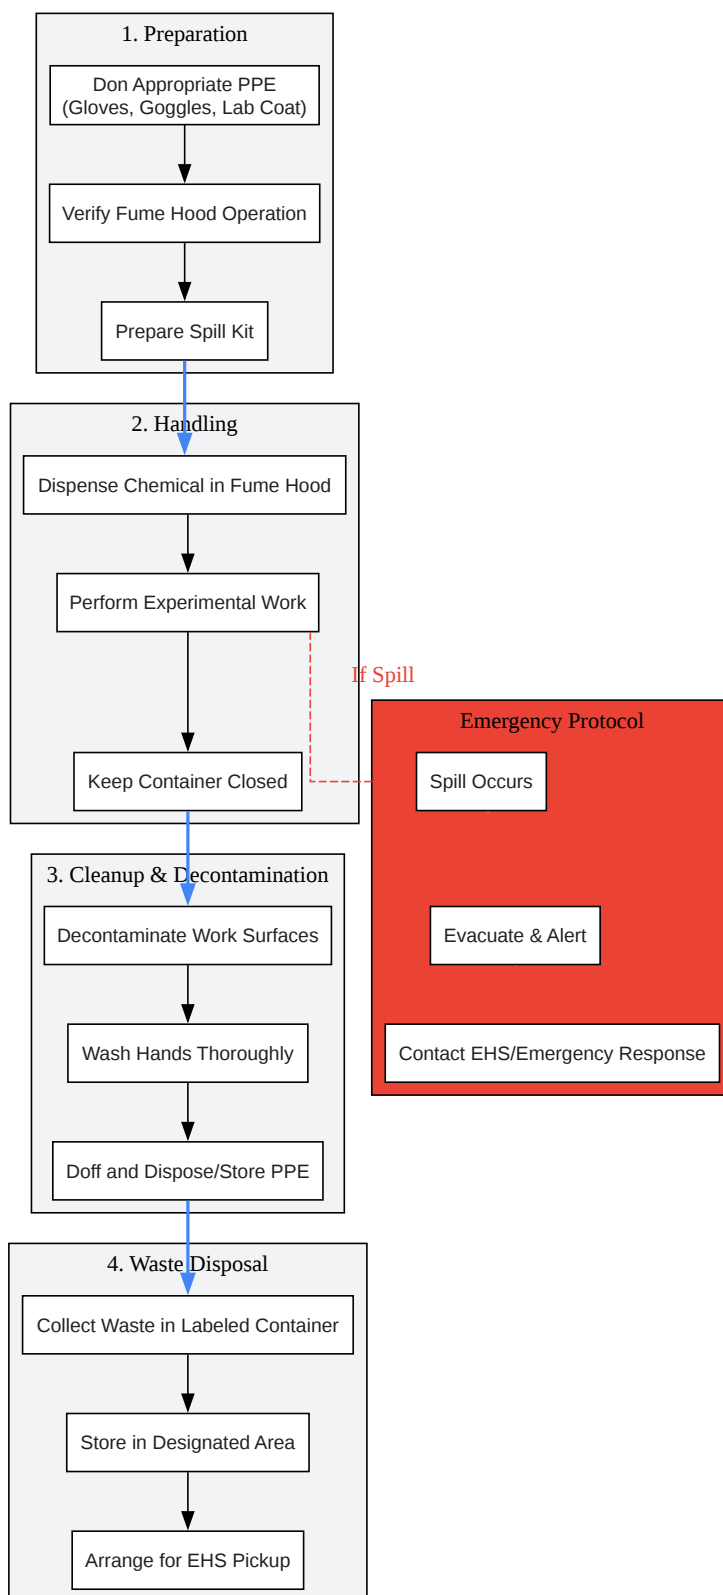 1. Preparation
Don Appropriate PPE
(Gloves, Goggles, Lab Coat)
Verify Fume Hood Operation
Prepare Spill Kit
2. Handling
Dispense Chemical in Fume Hood
Perform Experimental Work
If Spill
Keep Container Closed
Emergency Protocol
Spill Occurs
Evacuate & Alert
Contact EHS/Emergency Response
3. Cleanup & Decontamination
Decontaminate Work Surfaces
Wash Hands Thoroughly
Doff and Dispose/Store PPE
4. Waste Disposal
Collect Waste in Labeled Container
Store in Designated Area
Arrange for EHS Pickup